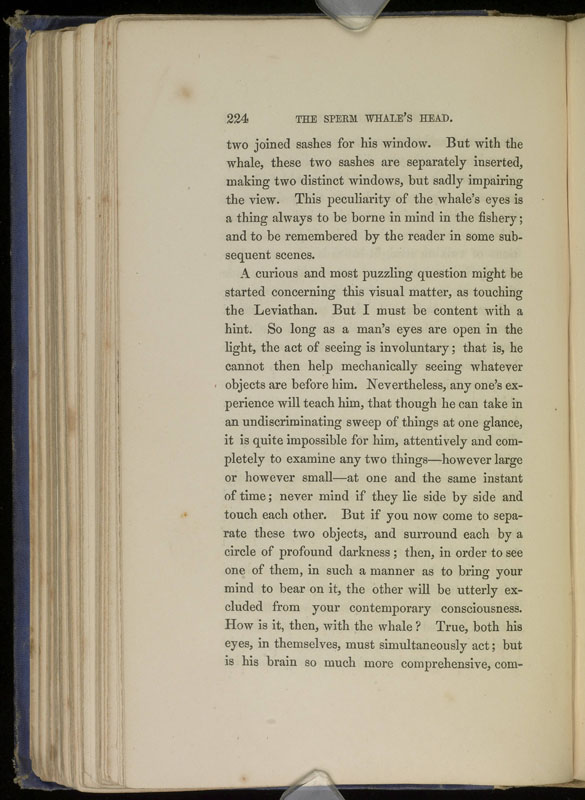 224 THE SPERM WHALE'S HEAD.
two joined sashes for his window. But with the
whale, these two sashes are separately inserted,
making two distinct windows, but sadly impairing
the view. This peculiarity of the whale's eyes is
a thing always to be borne in mind in the fishery;
and to be remembered by the reader in some sub-
sequent scenes.
A curious and most puzzling question might be
started concerning this visual matter, as touching
the Leviathan. But I must be content with a
hint. So long as a man's eyes are open in the
light, the act of seeing is involuntary; that is, he
cannot then help mechanically seeing whatever
objects are before him. Nevertheless, any one's ex-
perience will teach him, that though he can take in
an undiscriminating sweep of things at one glance,
it is quite impossible for him, attentively and com-
pletely to examine any two things—however large
or however small—at one and the same instant
of time; never mind if they lie side by side and
touch each other. But if you now come to sepa-
rate these two objects, and surround each by a
circle of profound darkness; then, in order to see
one of them, in such a manner as to bring your
mind to bear on it, the other will be utterly ex-
cluded from your contemporary consciousness.
How is it, then, with the whale? True, both his
eyes, in themselves, must simultaneously act; but
is his brain so much more comprehensive, com-